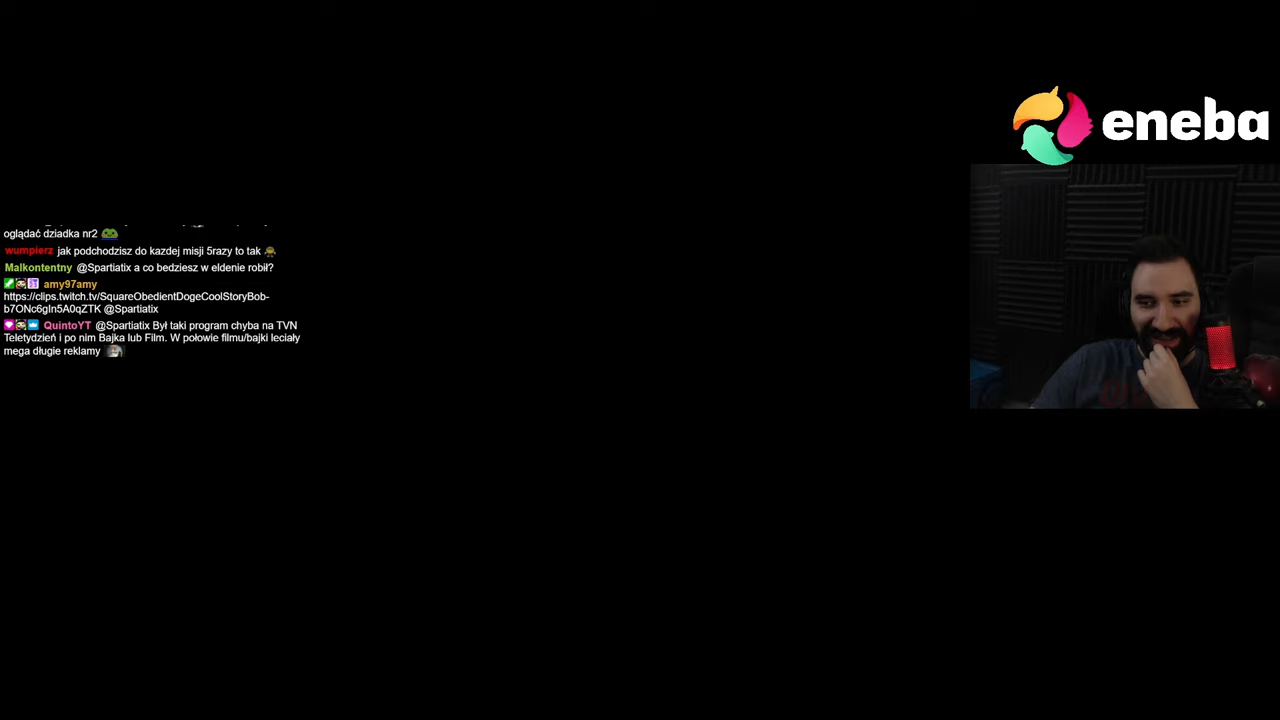 eneba
oglądać dziadka nr2
wumpierz jak podchodzisz do kazdej misji 5razy to tak
Malkontentny @Spartiatix a co bedziesz w eldenie robił?
amy97amy
https://clips.twitch.tv/SquareObedientDogeCoolStoryBob-
b7ONc6gIn5A0qZTK @Spartiatix
QuintoYT @Spartiatix Był taki program chyba na TVN
Teletydzień i po nim Bajka lub Film. W połowie filmu/bajki leciały
mega długie reklamy